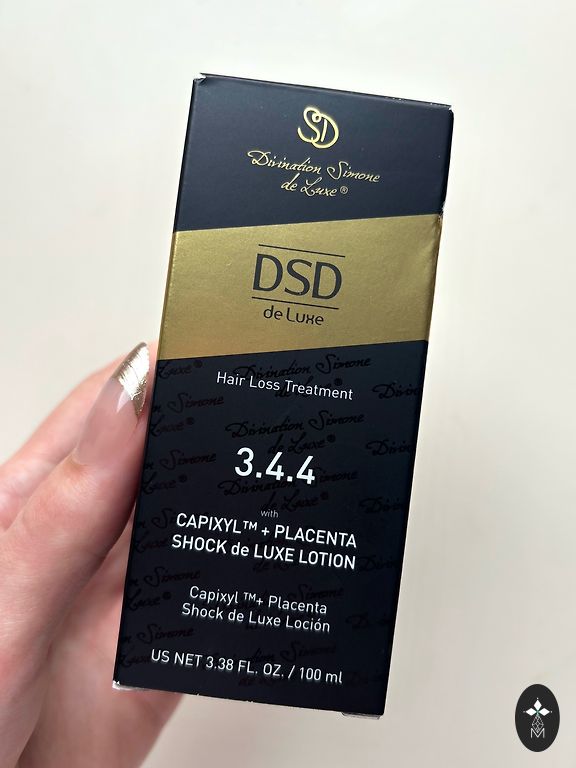 SD
Divination Simone
de Luxe ®
DSD
de Luxe
Hair Loss Treatment
3.4.4
with
CAPIXYL™ + PLACENTA
SHOCK de LUXE LOTION
Capixyl ™+ Placenta
Shock de Luxe Loción
US NET 3.38 FL. OZ. / 100 ml
M